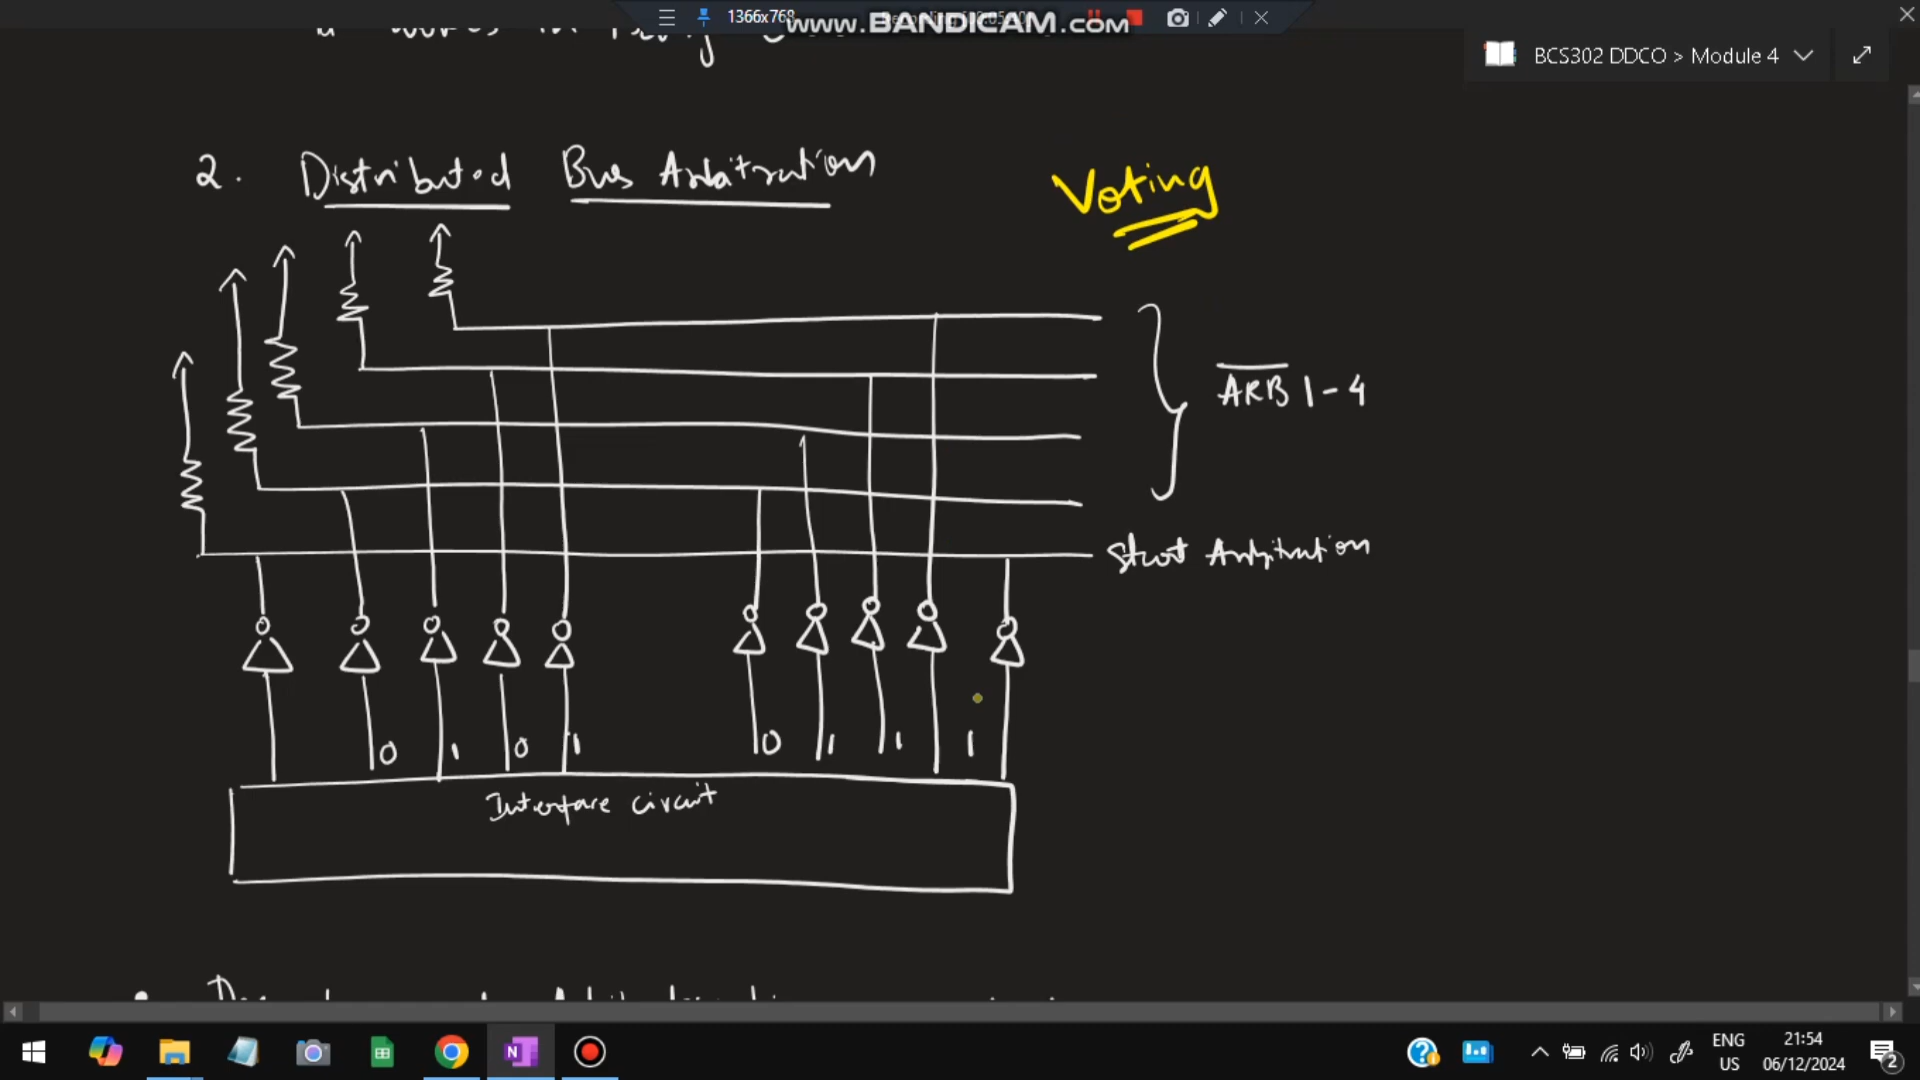 1366x768
www.BANDICAM.com
BCS302 DDCO > Module 4
2. Distributed Bus Arbitration
Voting
ARB 1-4
Start Arbitration
0 1 0 1 0 1 1 1
Interface circuit
ENG
US
21:54
06/12/2024
2